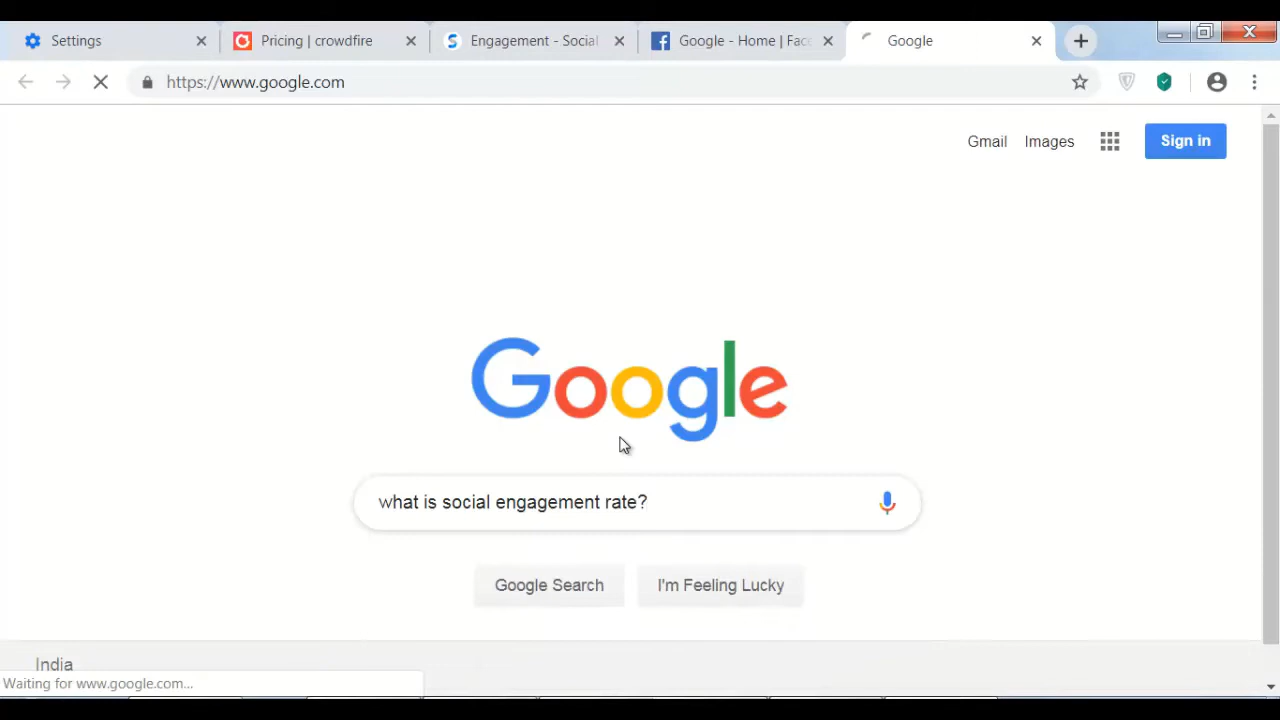 Settings
Pricing | crowdfire
Engagement - Social
Google - Home | Fac
Google
https://www.google.com
Gmail Images Sign in
Google
what is social engagement rate?
Google Search I'm Feeling Lucky
India
Waiting for www.google.com...